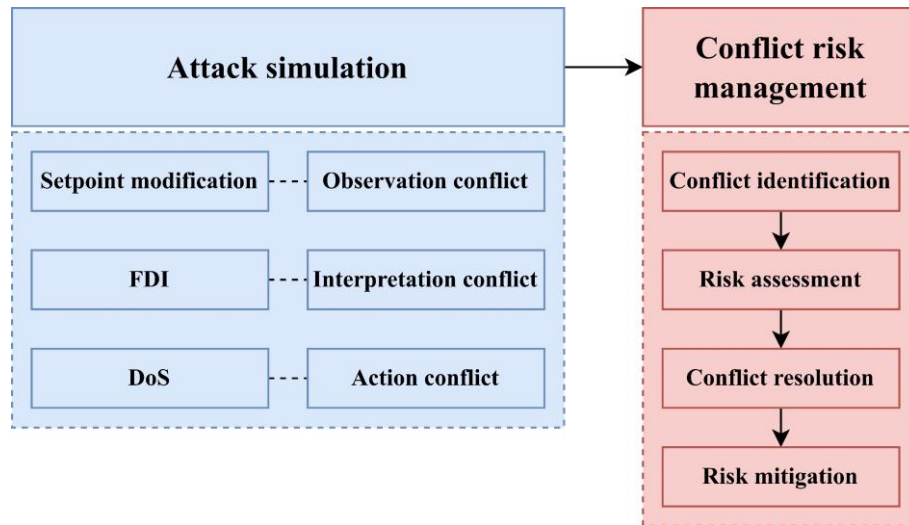 Attack simulation
Conflict risk
management
Setpoint modification
Observation conflict
FDI
Interpretation conflict
DoS
Action conflict
Conflict identification
Risk assessment
Conflict resolution
Risk mitigation